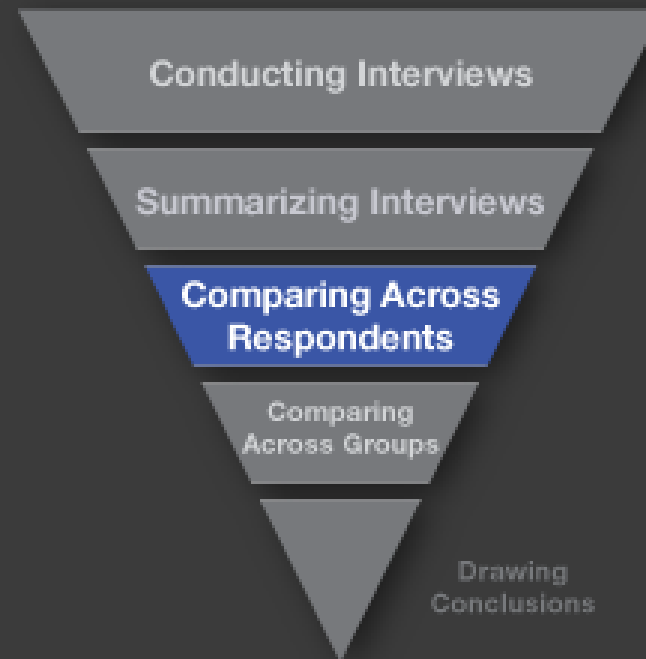 Conducting Interviews
Summarizing Interviews
Comparing Across
Respondents
Comparing
Across Groups
Drawing
Conclusions